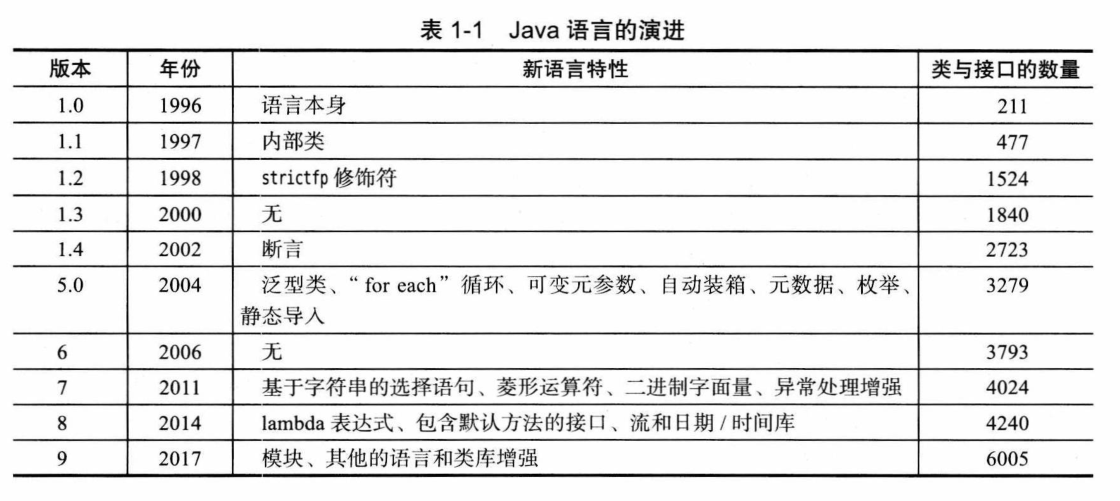 表 1-1 Java 语言的演进
版本 年份 新语言特性 类与接口的数量
1.0 1996 语言本身 211
1.1 1997 内部类 477
1.2 1998 strictfp 修饰符 1524
1.3 2000 无 1840
1.4 2002 断言 2723
5.0 2004 泛型类、“for each”循环、可变元参数、自动装箱、元数据、枚举、 3279
静态导入
6 2006 无 3793
7 2011 基于字符串的选择语句、菱形运算符、二进制字面量、异常处理增强 4024
8 2014 lambda 表达式、包含默认方法的接口、流和日期 / 时间库 4240
9 2017 模块、其他的语言和类库增强 6005